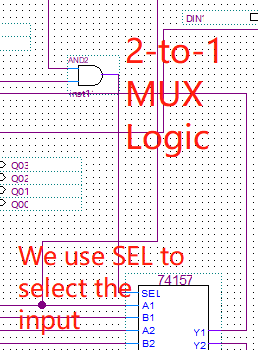 DIN'
2-to-1
AND2
MUX
inst1
Logic
Q03
Q02
Q01
Q00
We use SEL to
select the
input
74157
SEL
A1
B1
A2
Y1
B2
Y2